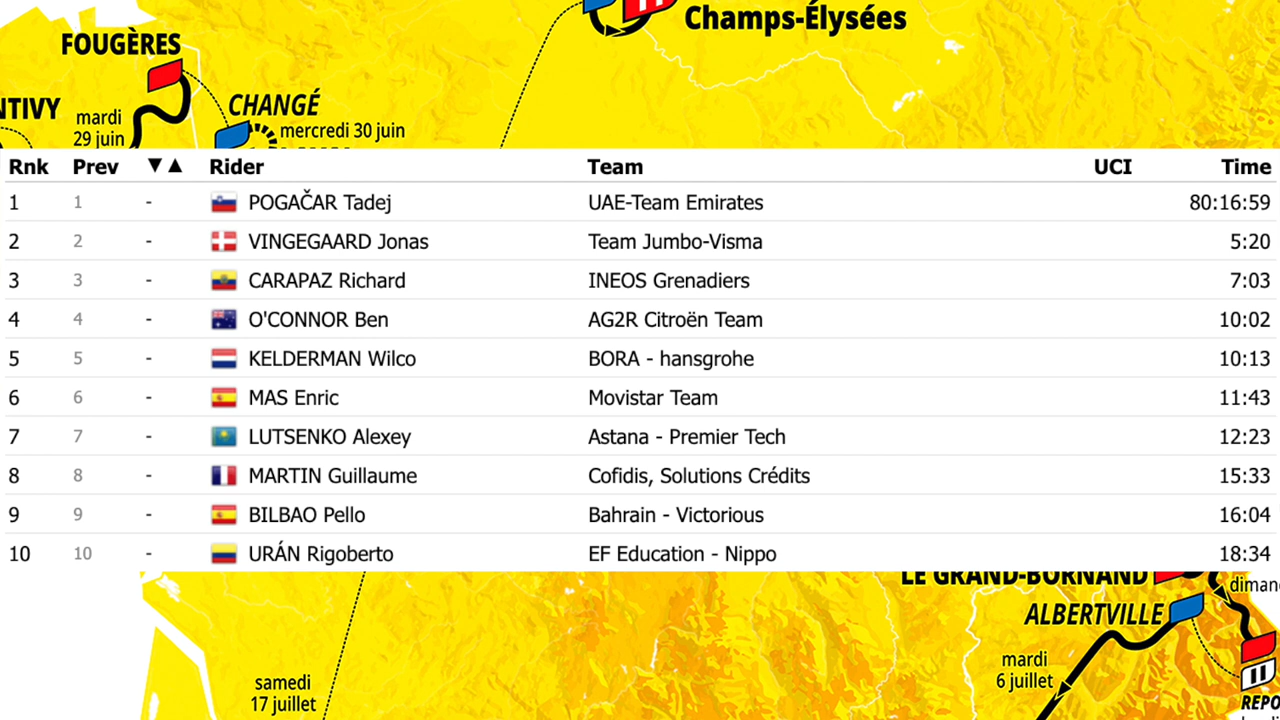 Champs-Élysées
FOUGÈRES
NTIVY
mardi
29 juin
CHANGÉ
mercredi 30 juin
Rnk Prev ▼▲ Rider Team UCI Time
1 1 - POGAČAR Tadej UAE-Team Emirates 80:16:59
2 2 - VINGEGAARD Jonas Team Jumbo-Visma 5:20
3 3 - CARAPAZ Richard INEOS Grenadiers 7:03
4 4 - O'CONNOR Ben AG2R Citroën Team 10:02
5 5 - KELDERMAN Wilco BORA - hansgrohe 10:13
6 6 - MAS Enric Movistar Team 11:43
7 7 - LUTSENKO Alexey Astana - Premier Tech 12:23
8 8 - MARTIN Guillaume Cofidis, Solutions Crédits 15:33
9 9 - BILBAO Pello Bahrain - Victorious 16:04
10 10 - URÁN Rigoberto EF Education - Nippo 18:34
LE GRAND-BORNAND
diman
ALBERTVILLE
mardi
6 juillet
samedi
17 juillet
REPO